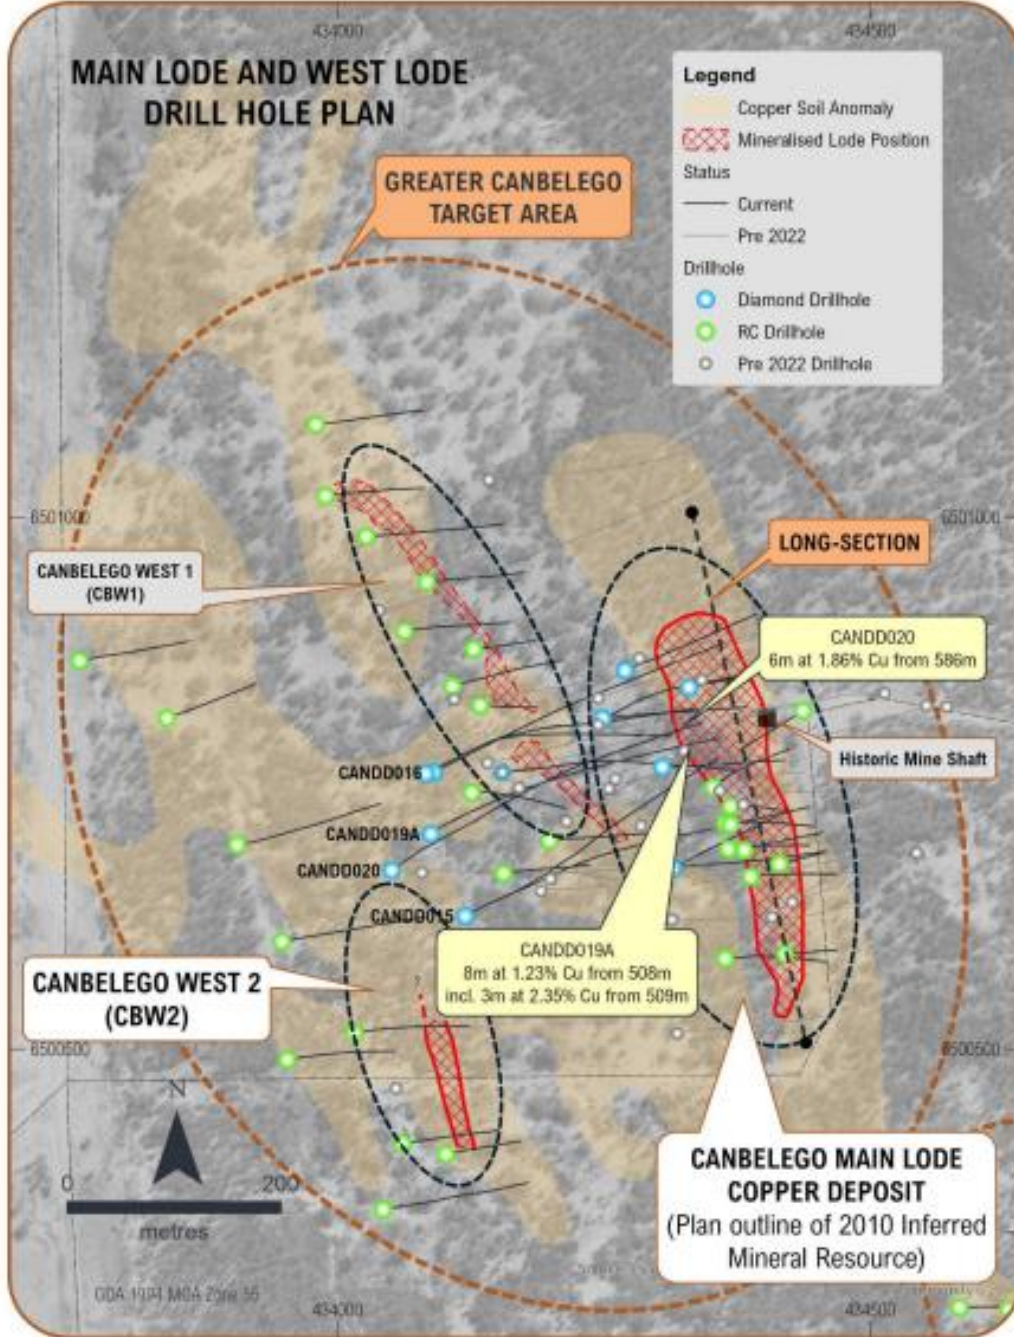 434000
434500
MAIN LODE AND WEST LODE
DRILL HOLE PLAN
Legend
Copper Soil Anomaly
Mineralised Lode Position
Status
Current
Pre 2022
Drillhole
Diamond Drillhole
RC Drillhole
Pre 2022 Drillhole
GREATER CANBELEGO
TARGET AREA
6501000
6501000
LONG-SECTION
CANBELEGO WEST 1
(CBW1)
CANDD020
6m at 1.86% Cu from 586m
Historic Mine Shaft
CANDD016
CANDD019A
CANDD020
CANDD015
CANDD019A
8m at 1.23% Cu from 508m
incl. 3m at 2.35% Cu from 509m
CANBELEGO WEST 2
(CBW2)
?
6500500
6500500
N
0 200
metres
CANBELEGO MAIN LODE
COPPER DEPOSIT
(Plan outline of 2010 Inferred
Mineral Resource)
GDA 1994 MGA Zone 55
434000
434500